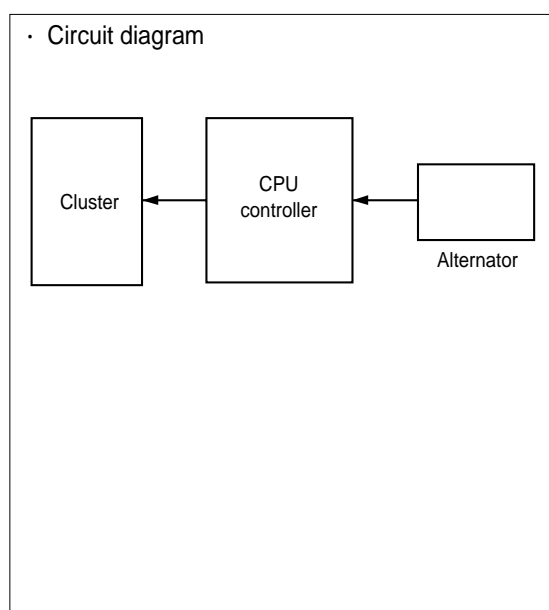 · Circuit diagram
Cluster
CPU
controller
Alternator